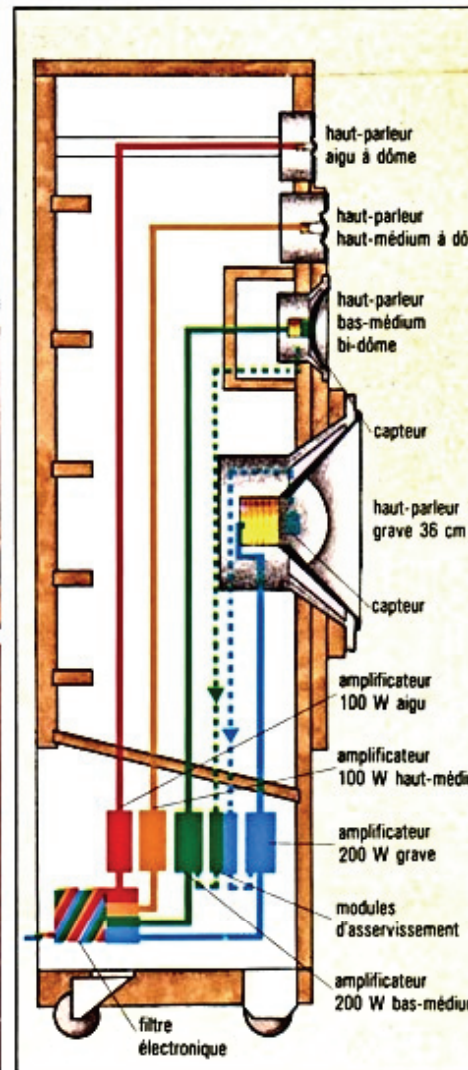 haut-parleur
aigu à dôme
haut-parleur
haut-médium à dô
haut-parleur
bas-médium
bi-dôme
capteur
haut-parleur
grave 36 cm
capteur
amplificateur
100 W aigu
amplificateur
100 W haut-médiu
amplificateur
200 W grave
modules
d'asservissement
amplificateur
200 W bas-médium
filtre
électronique